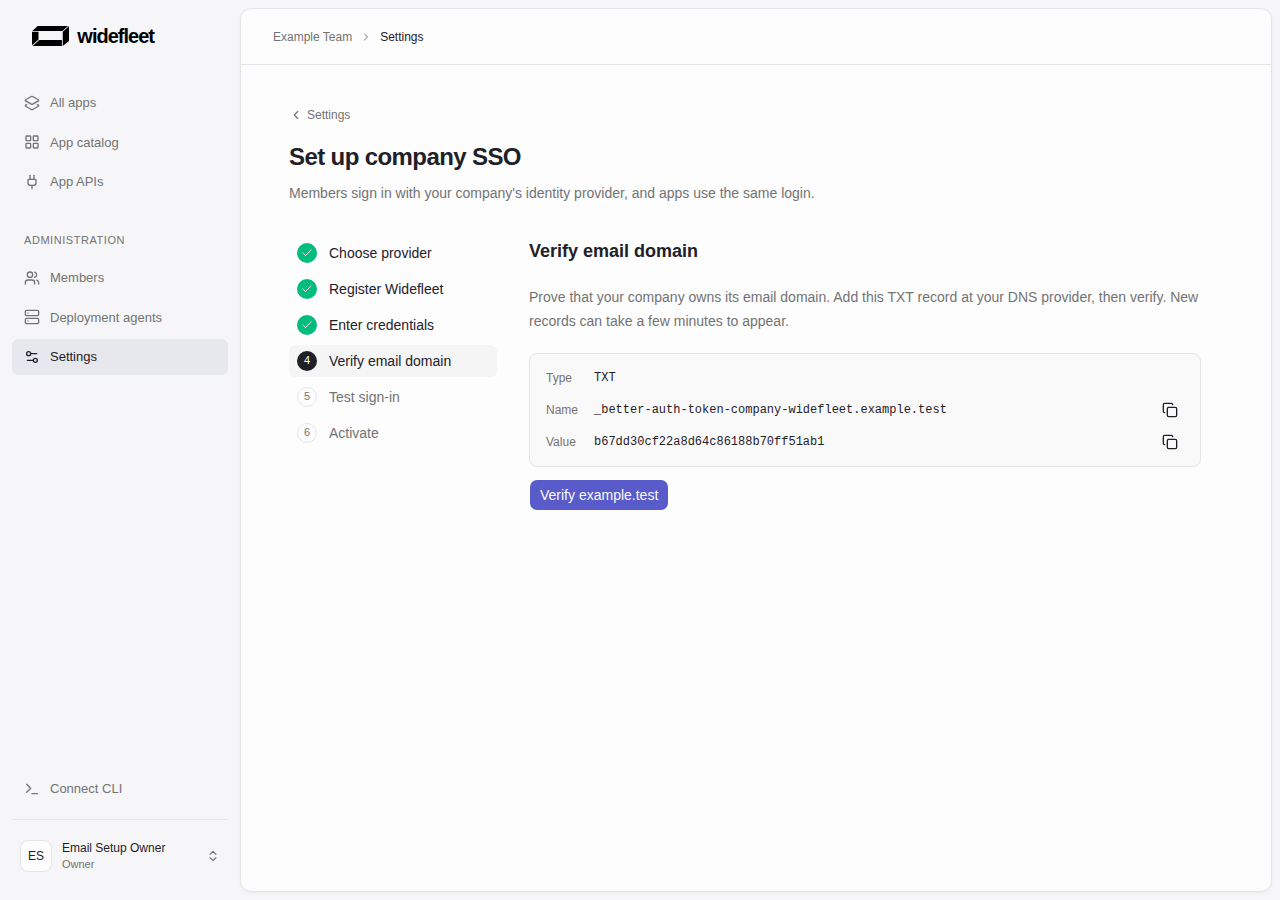 widefleet
All apps
App catalog
App APIs
ADMINISTRATION
Members
Deployment agents
Settings
Connect CLI
ES
Email Setup Owner
Owner
Example Team
Settings
Settings
Set up company SSO
Members sign in with your company's identity provider, and apps use the same login.
Choose provider
Register Widefleet
Enter credentials
4 Verify email domain
5 Test sign-in
6 Activate
Verify email domain
Prove that your company owns its email domain. Add this TXT record at your DNS provider, then verify. New
records can take a few minutes to appear.
Type TXT
Name _better-auth-token-company-widefleet.example.test
Value b67dd30cf22a8d64c86188b70ff51ab1
Verify example.test